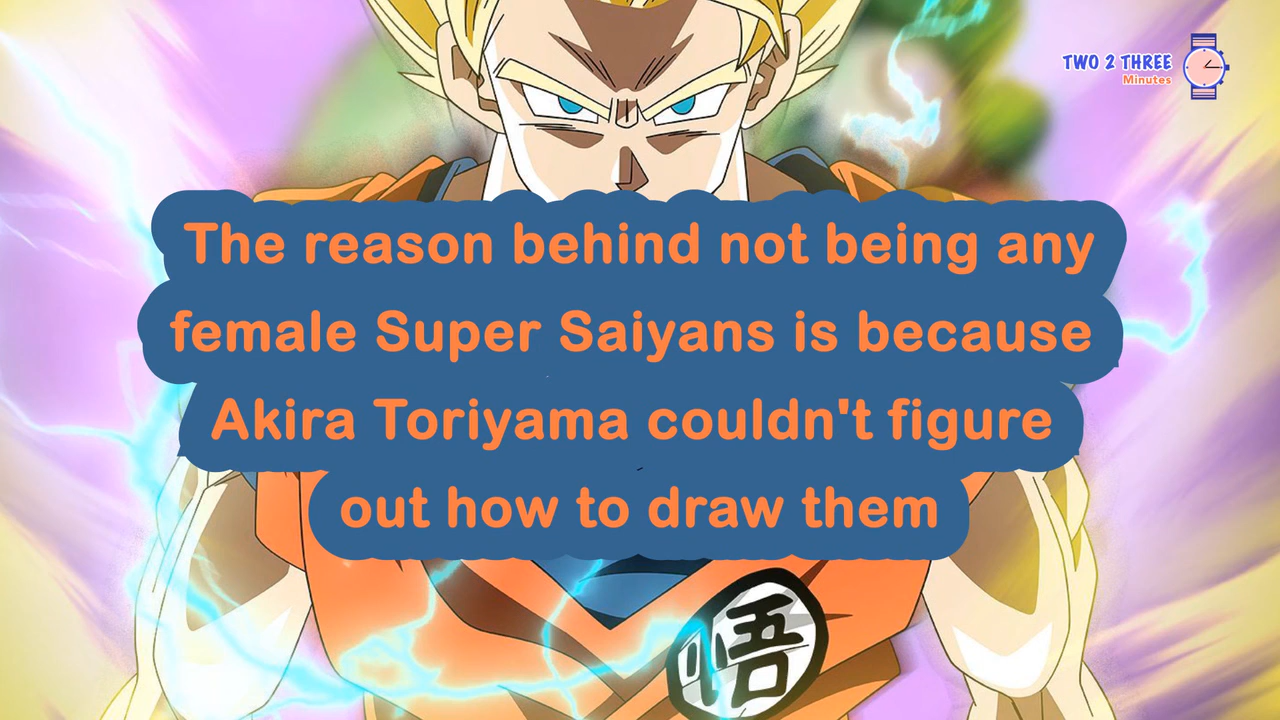 TWO 2 THREE
Minutes
The reason behind not being any
female Super Saiyans is because
Akira Toriyama couldn't figure
out how to draw them
悟